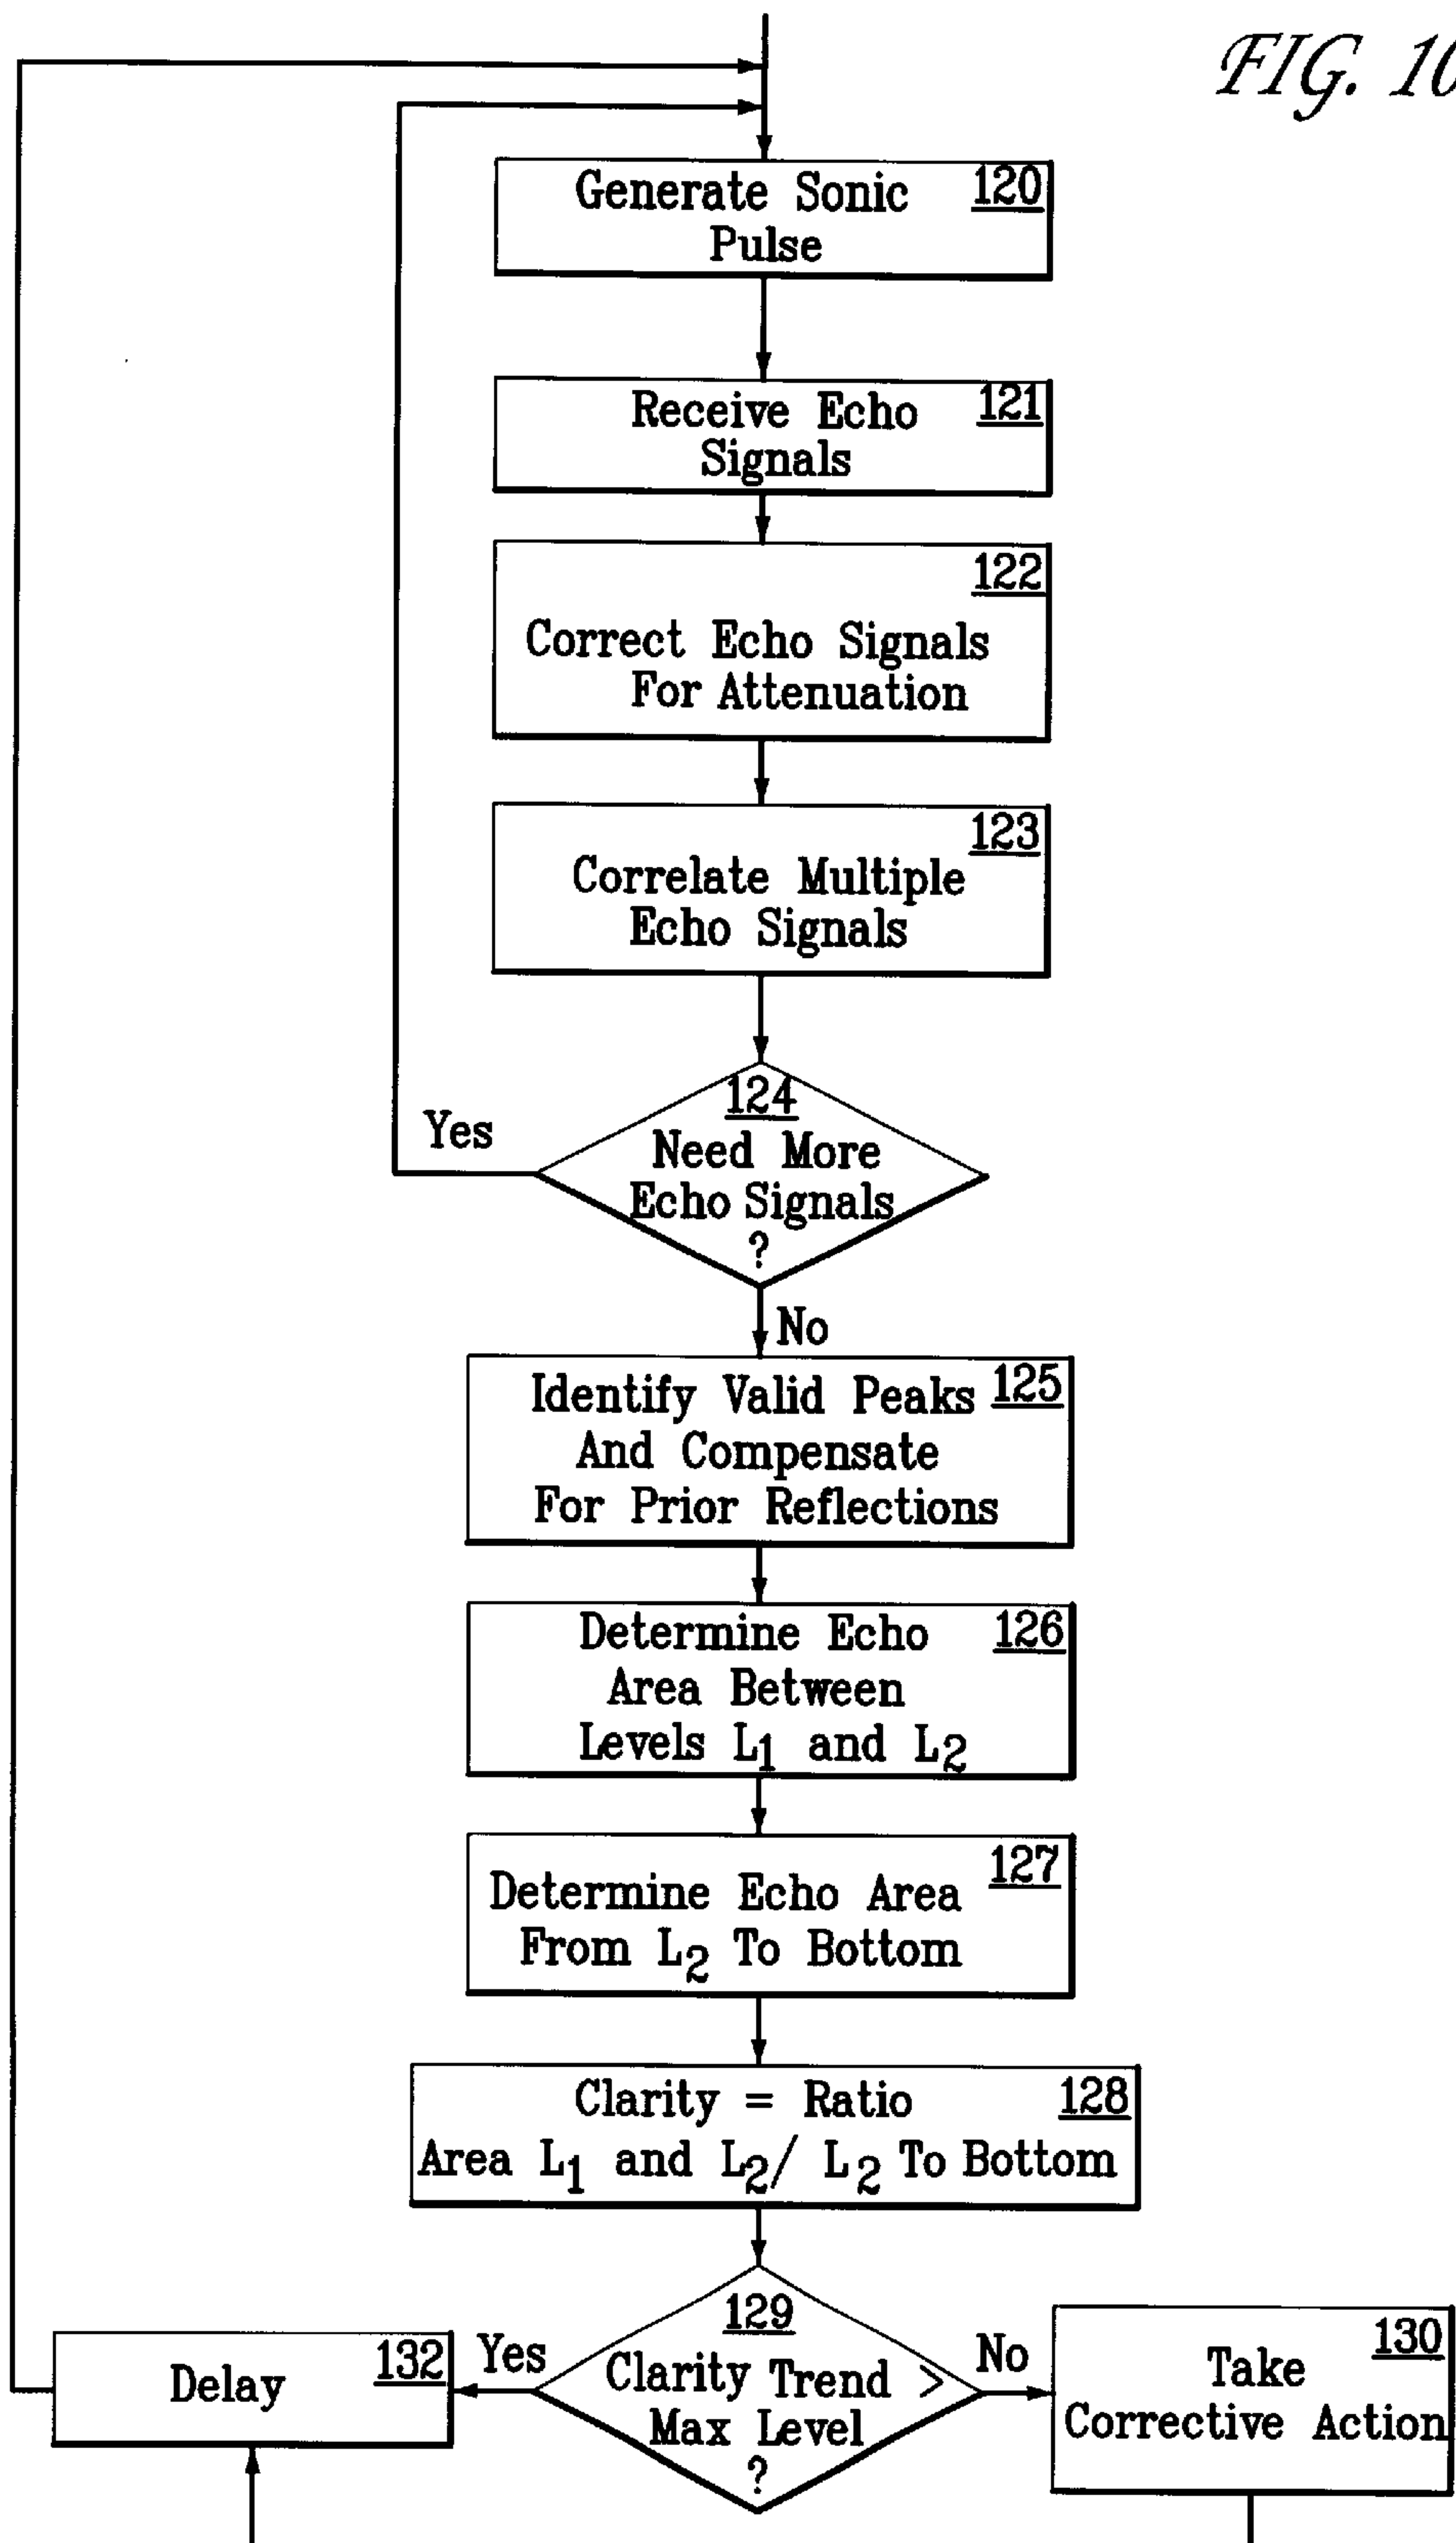 FIG. 10
Generate Sonic 120
Pulse
Receive Echo 121
Signals
122
Correct Echo Signals
For Attenuation
123
Correlate Multiple
Echo Signals
124
Yes
Need More
Echo Signals
?
No
Identify Valid Peaks 125
And Compensate
For Prior Reflections
Determine Echo 126
Area Between
Levels L1 and L2
127
Determine Echo Area
From L2 To Bottom
Clarity = Ratio 128
Area L1 and L2/ L2 To Bottom
129
Delay 132
Yes
Clarity Trend >
Max Level
?
No
130
Take
Corrective Action